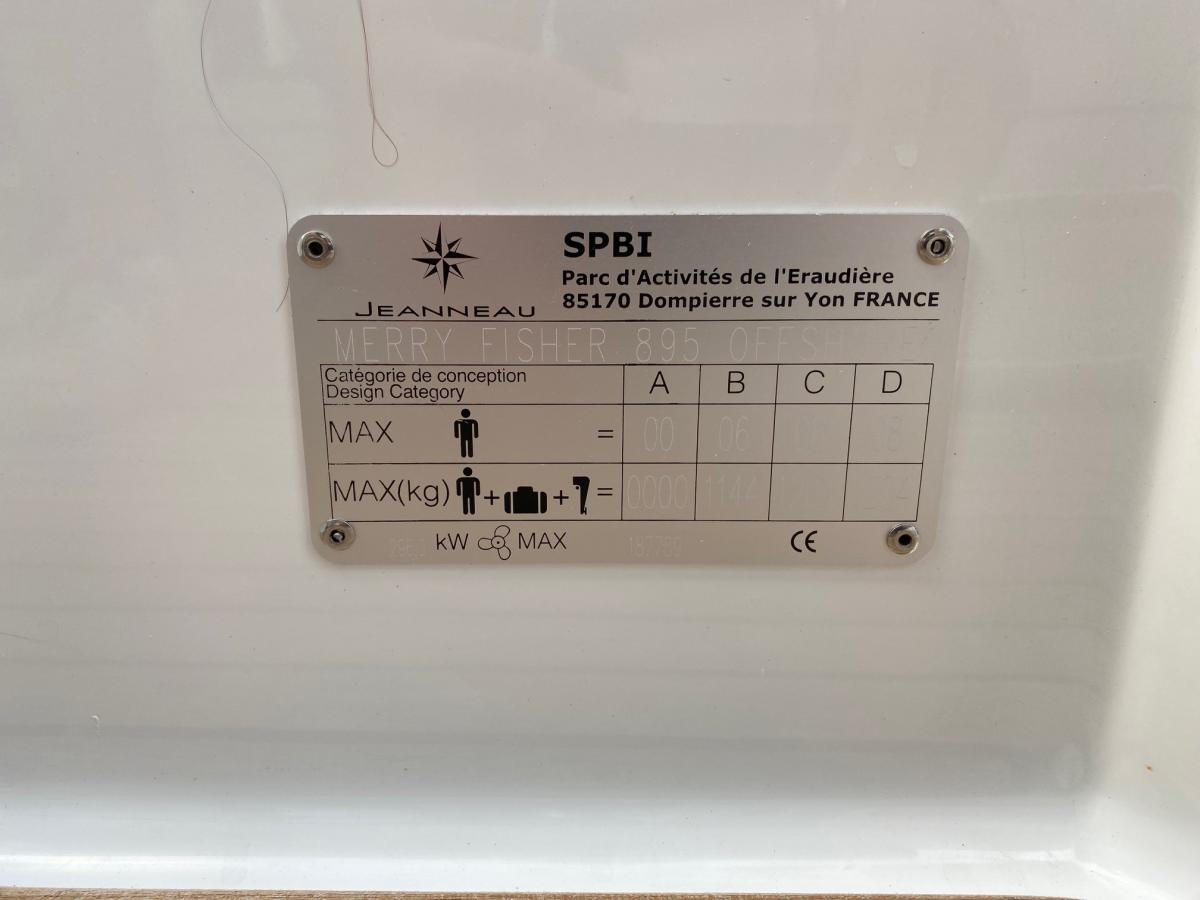 JEANNEAU
SPBI
Parc d'Activités de l'Eraudière
85170 Dompierre sur Yon FRANCE
MERRY FISHER 895
Catégorie de conception
Design Category
A B C D
MAX = 00 06
MAX(kg) + + = 0000 1144
kW MAX CE